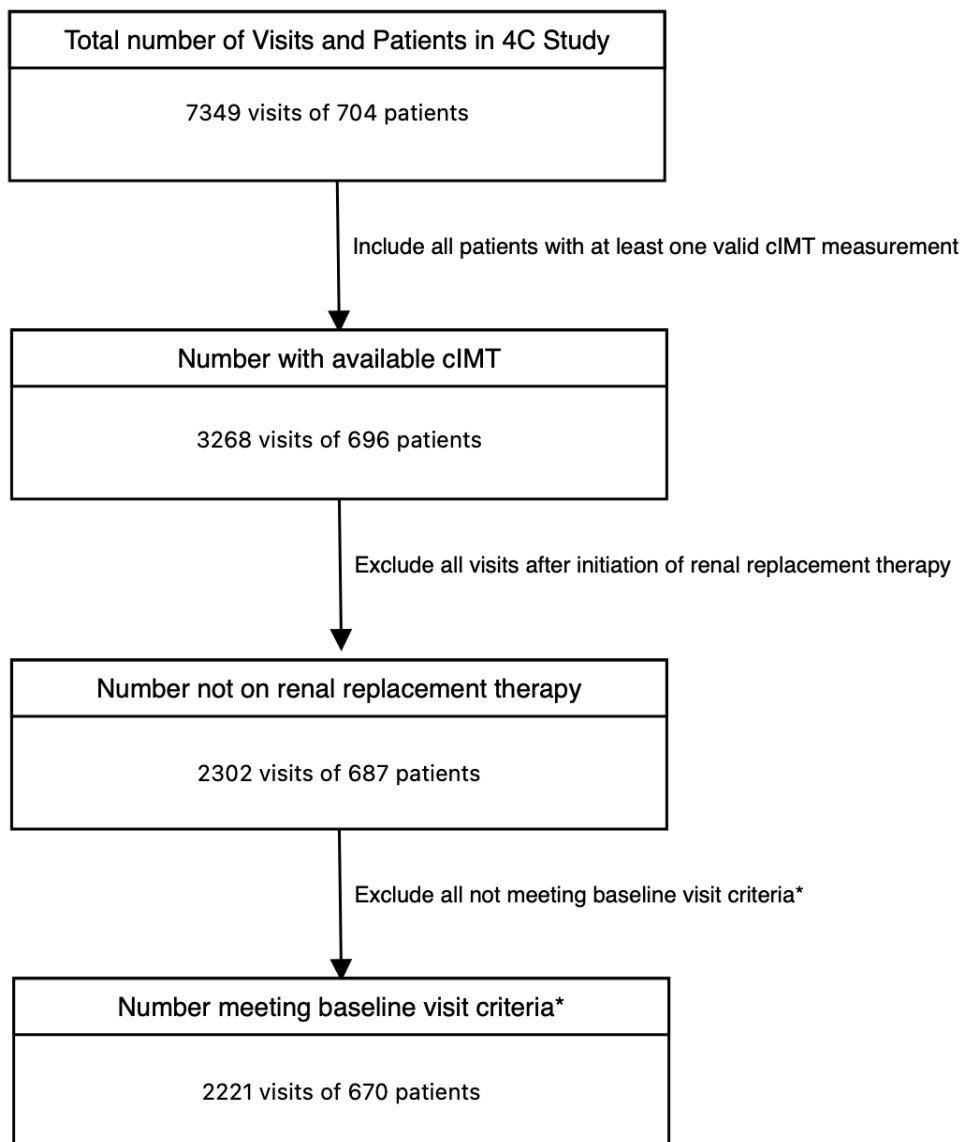 Total number of Visits and Patients in 4C Study
7349 visits of 704 patients
Include all patients with at least one valid cIMT measurement
Number with available cIMT
3268 visits of 696 patients
Exclude all visits after initiation of renal replacement therapy
Number not on renal replacement therapy
2302 visits of 687 patients
Exclude all not meeting baseline visit criteria*
Number meeting baseline visit criteria*
2221 visits of 670 patients